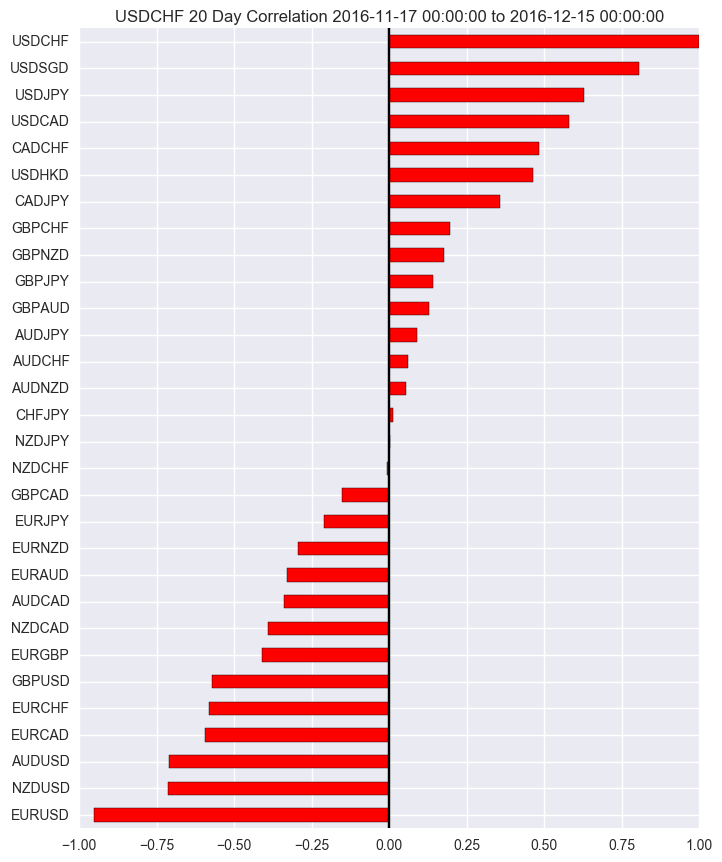 USDCHF 20 Day Correlation 2016-11-17 00:00:00 to 2016-12-15 00:00:00
USDCHF
USDSGD
USDJPY
USDCAD
CADCHF
USDHKD
CADJPY
GBPCHF
GBPNZD
GBPJPY
GBPAUD
AUDJPY
AUDCHF
AUDNZD
CHFJPY
NZDJPY
NZDCHF
GBPCAD
EURJPY
EURNZD
EURAUD
AUDCAD
NZDCAD
EURGBP
GBPUSD
EURCHF
EURCAD
AUDUSD
NZDUSD
EURUSD
−1.00 −0.75 −0.50 −0.25 0.00 0.25 0.50 0.75 1.00